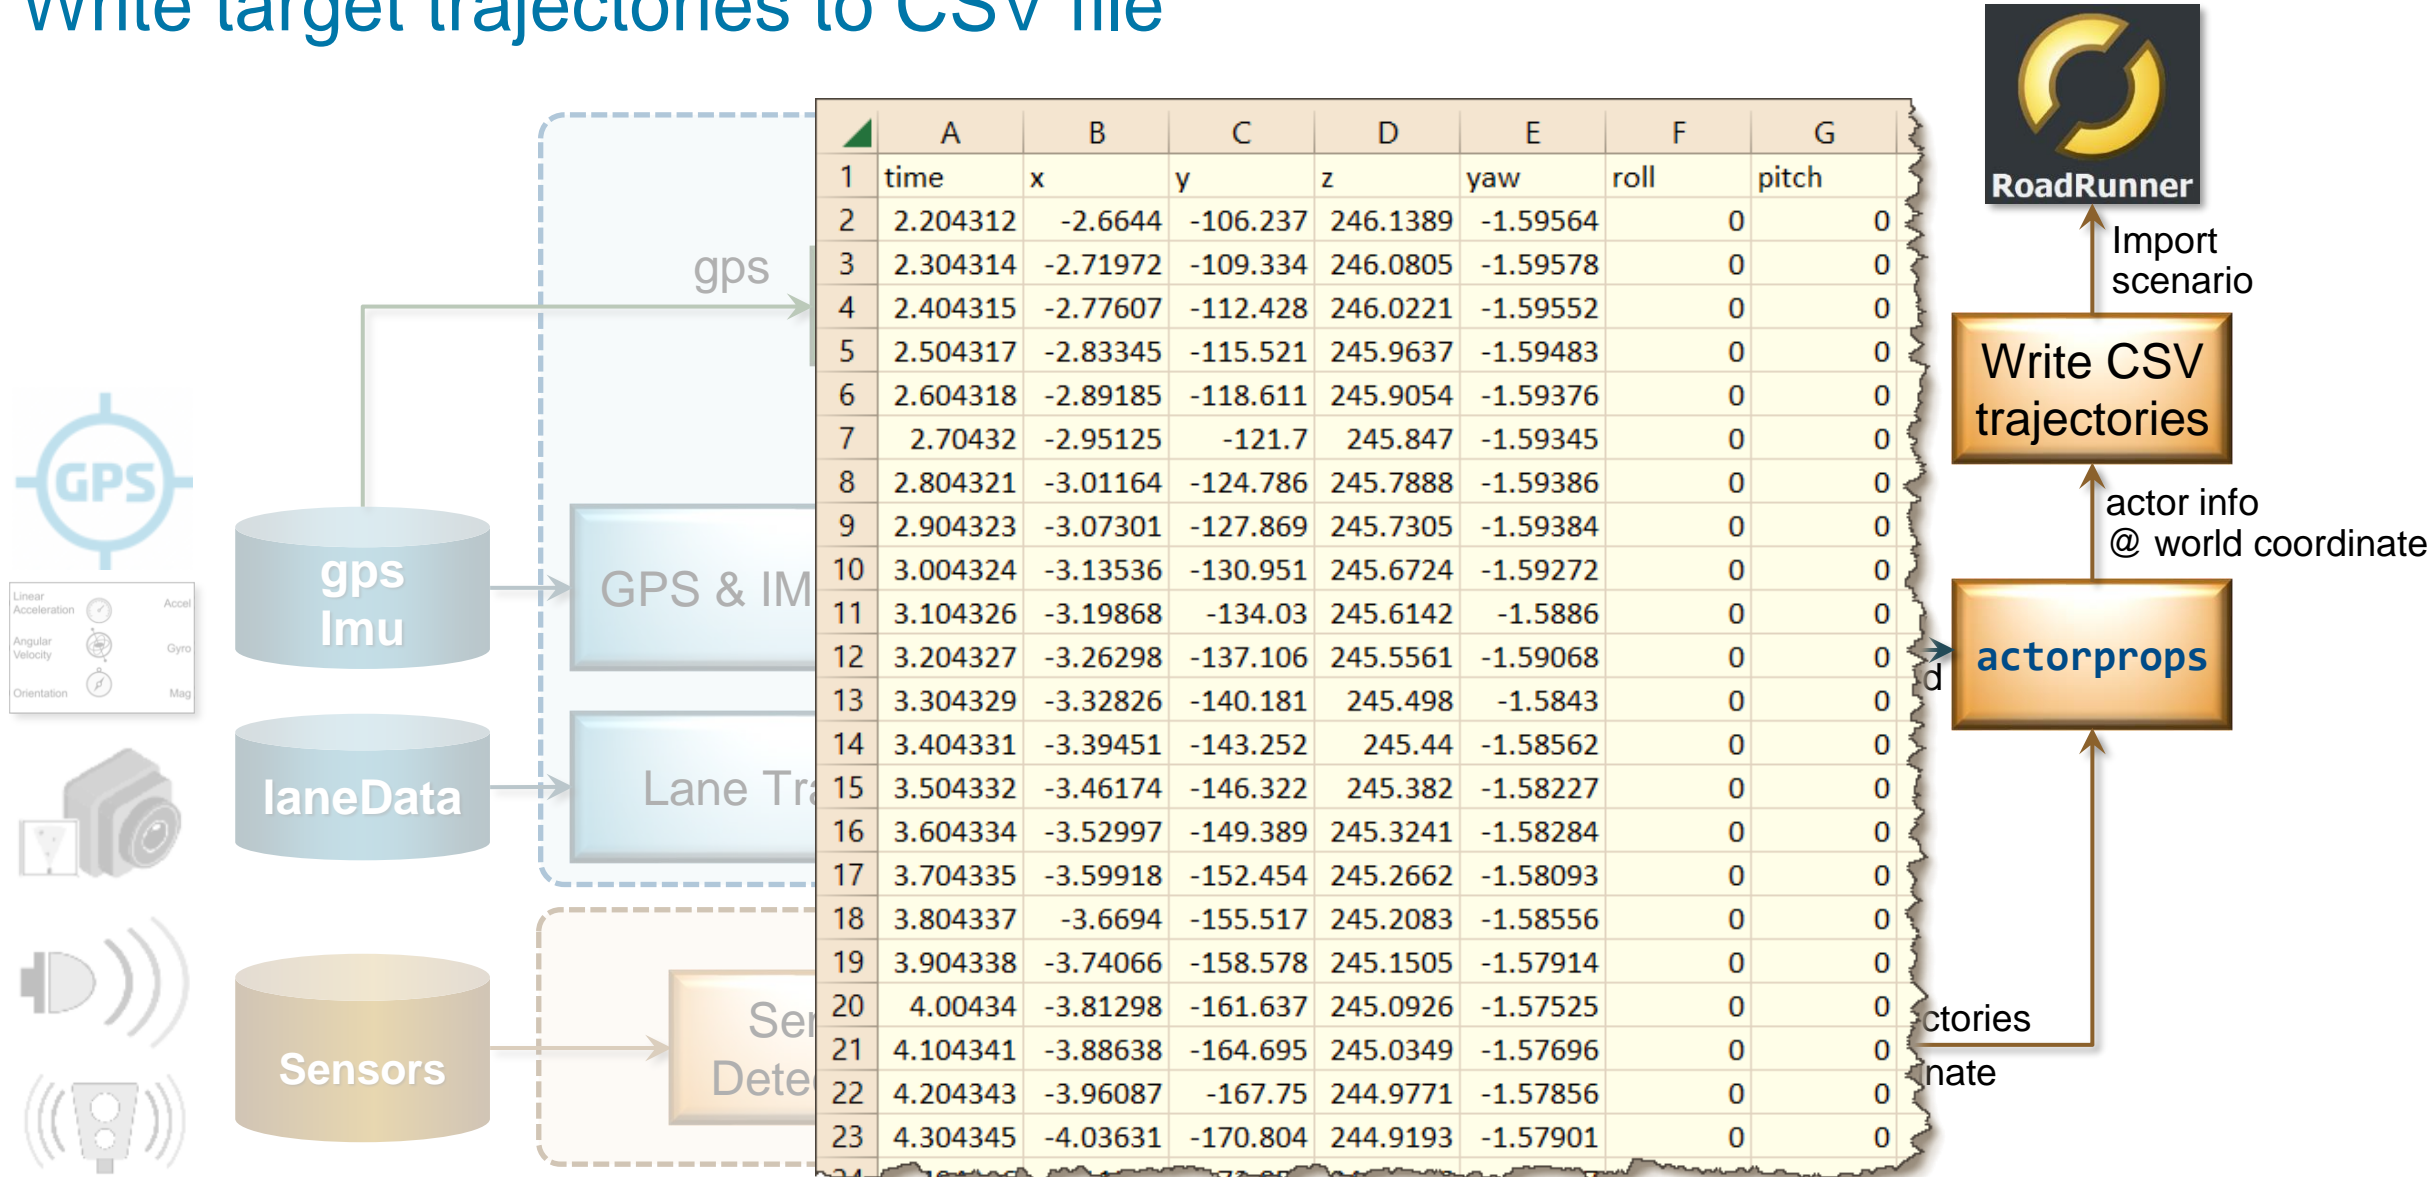 Write target trajectories to CSV file
A B C D E F G
1 time x y z yaw roll pitch
2 2.204312 -2.6644 -106.237 246.1389 -1.59564 0 0
3 2.304314 -2.71972 -109.334 246.0805 -1.59578 0 0
4 2.404315 -2.77607 -112.428 246.0221 -1.59552 0 0
5 2.504317 -2.83345 -115.521 245.9637 -1.59483 0 0
6 2.604318 -2.89185 -118.611 245.9054 -1.59376 0 0
7 2.70432 -2.95125 -121.7 245.847 -1.59345 0 0
8 2.804321 -3.01164 -124.786 245.7888 -1.59386 0 0
9 2.904323 -3.07301 -127.869 245.7305 -1.59384 0 0
10 3.004324 -3.13536 -130.951 245.6724 -1.59272 0 0
11 3.104326 -3.19868 -134.03 245.6142 -1.5886 0 0
12 3.204327 -3.26298 -137.106 245.5561 -1.59068 0 0
13 3.304329 -3.32826 -140.181 245.498 -1.5843 0 0
14 3.404331 -3.39451 -143.252 245.44 -1.58562 0 0
15 3.504332 -3.46174 -146.322 245.382 -1.58227 0 0
16 3.604334 -3.52997 -149.389 245.3241 -1.58284 0 0
17 3.704335 -3.59918 -152.454 245.2662 -1.58093 0 0
18 3.804337 -3.6694 -155.517 245.2083 -1.58556 0 0
19 3.904338 -3.74066 -158.578 245.1505 -1.57914 0 0
20 4.00434 -3.81298 -161.637 245.0926 -1.57525 0 0
21 4.104341 -3.88638 -164.695 245.0349 -1.57696 0 0
22 4.204343 -3.96087 -167.75 244.9771 -1.57856 0 0
23 4.304345 -4.03631 -170.804 244.9193 -1.57901 0 0
gps
GPS
Linear
Acceleration
Accel
Angular
Velocity
Gyro
Orientation
Mag
gps
Imu
GPS & IM
laneData
Lane Tra
Sensors
Ser
Detec
RoadRunner
Import
scenario
Write CSV
trajectories
actor info
@ world coordinate
actorprops
d
ctories
nate